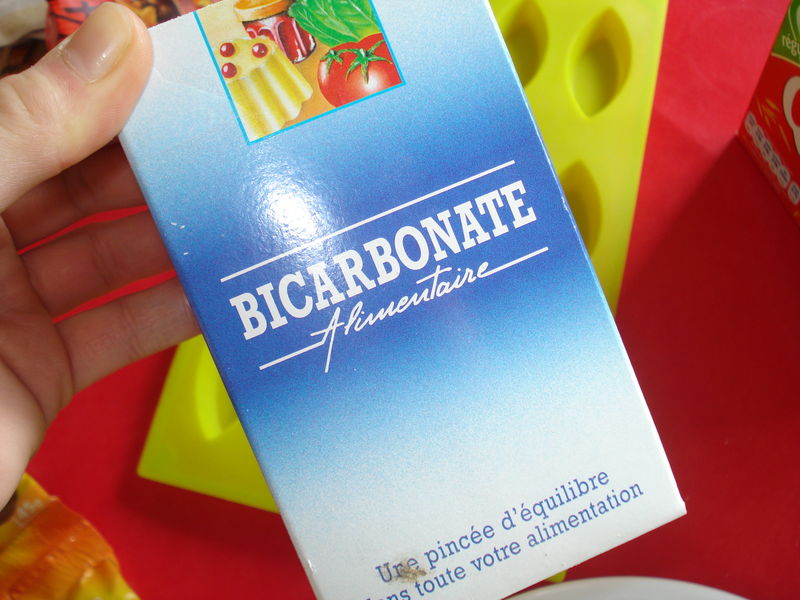 BICARBONATE
Alimentaire
Une pincée d'équilibre
dans toute votre alimentation